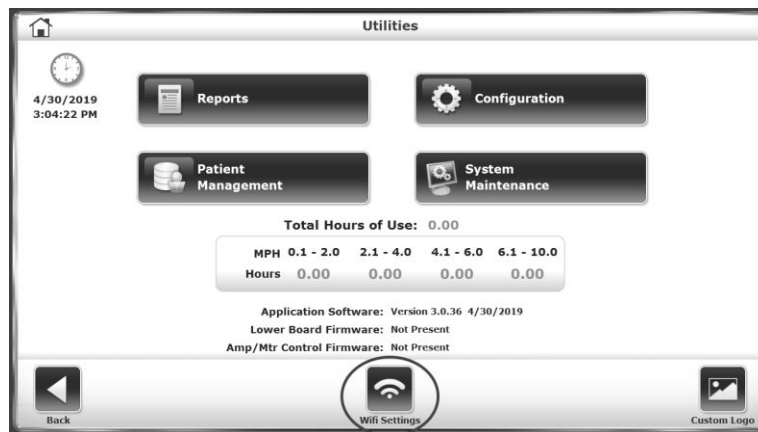 Utilities
4/30/2019
3:04:22 PM
Reports
Configuration
Patient
Management
System
Maintenance
Total Hours of Use: 0.00
MPH 0.1 - 2.0 2.1 - 4.0 4.1 - 6.0 6.1 - 10.0
Hours 0.00 0.00 0.00 0.00
Application Software: Version 3.0.36 4/30/2019
Lower Board Firmware: Not Present
Amp/Mtr Control Firmware: Not Present
Back
Wifi Settings
Custom Logo